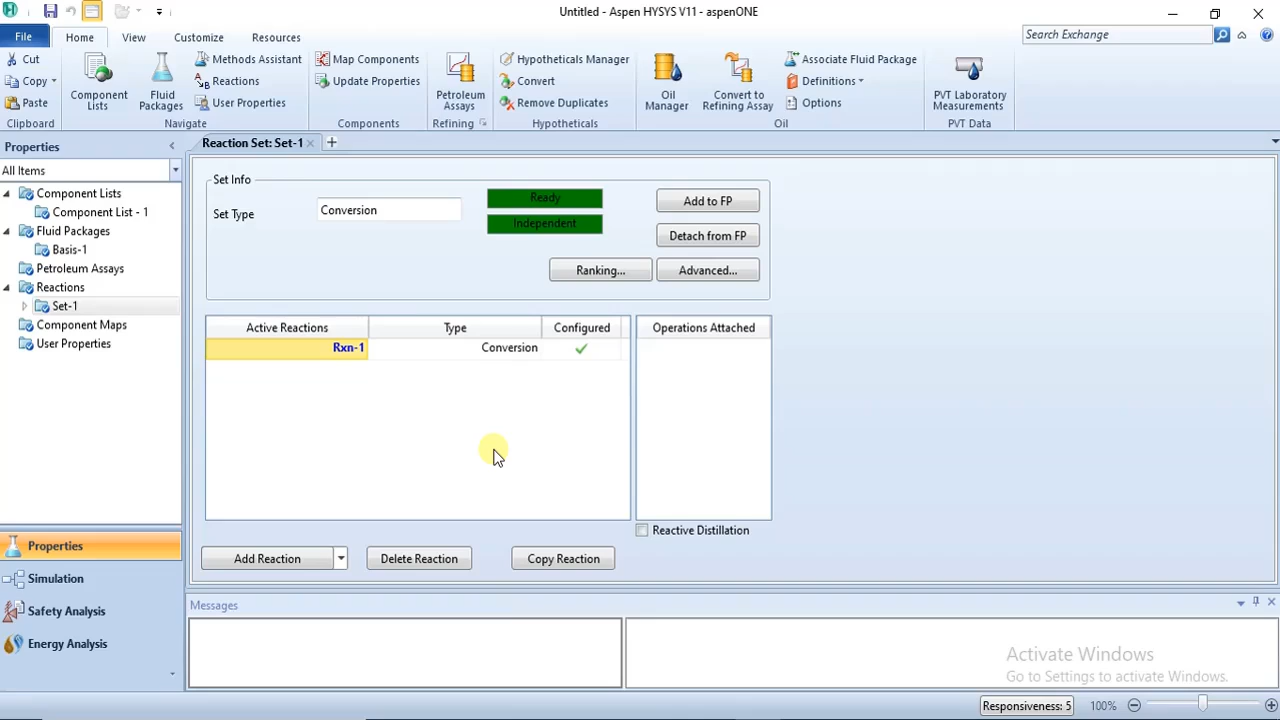 Untitled - Aspen HYSYS V11 - aspenONE
File
Home
View
Customize
Resources
Search Exchange
Cut
Copy
Paste
Clipboard
Component
Lists
Fluid
Packages
Methods Assistant
Reactions
User Properties
Navigate
Map Components
Update Properties
Components
Petroleum
Assays
Refining
Hypotheticals Manager
Convert
Remove Duplicates
Hypotheticals
Oil
Manager
Convert to
Refining Assay
Associate Fluid Package
Definitions
Options
Oil
PVT Laboratory
Measurements
PVT Data
Properties
All Items
Component Lists
Component List - 1
Fluid Packages
Basis-1
Petroleum Assays
Reactions
Set-1
Component Maps
User Properties
Properties
Simulation
Safety Analysis
Energy Analysis
Reaction Set: Set-1
Set Info
Set Type
Conversion
Ready
Independent
Add to FP
Detach from FP
Ranking...
Advanced...
Active Reactions
Type
Configured
Rxn-1
Conversion
Operations Attached
Reactive Distillation
Add Reaction
Delete Reaction
Copy Reaction
Messages
Activate Windows
Go to Settings to activate Windows.
Responsiveness: 5
100%